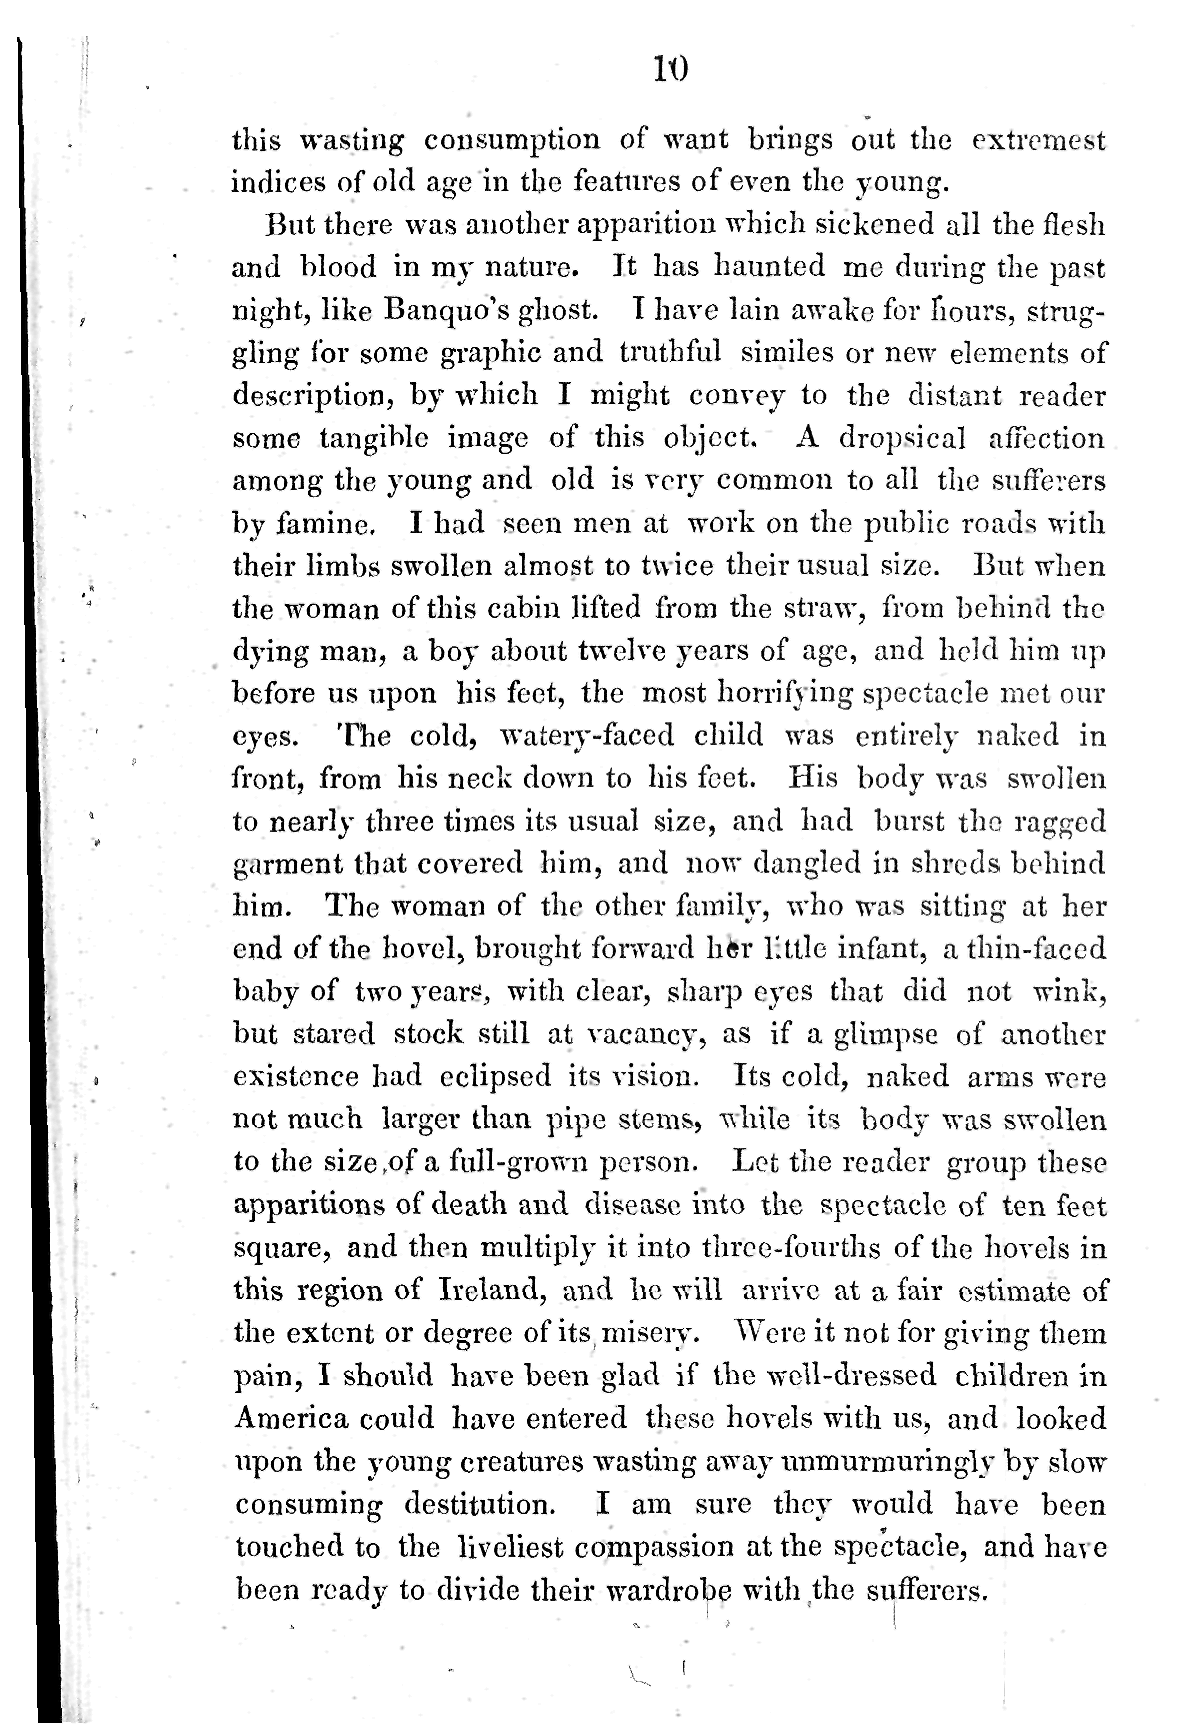 10
this wasting consumption of want brings out the extremest
indices of old age in the features of even the young.
But there was another apparition which sickened all the flesh
and blood in my nature. It has haunted me during the past
night, like Banquo's ghost. I have lain awake for hours, strug-
gling for some graphic and truthful similes or new elements of
description, by which I might convey to the distant reader
some tangible image of this object. A dropsical affection
among the young and old is very common to all the sufferers
by famine. I had seen men at work on the public roads with
their limbs swollen almost to twice their usual size. But when
the woman of this cabin lifted from the straw, from behind the
dying man, a boy about twelve years of age, and held him up
before us upon his feet, the most horrifying spectacle met our
eyes. The cold, watery-faced child was entirely naked in
front, from his neck down to his feet. His body was swollen
to nearly three times its usual size, and had burst the ragged
garment that covered him, and now dangled in shreds behind
him. The woman of the other family, who was sitting at her
end of the hovel, brought forward her little infant, a thin-faced
baby of two years, with clear, sharp eyes that did not wink,
but stared stock still at vacancy, as if a glimpse of another
existence had eclipsed its vision. Its cold, naked arms were
not much larger than pipe stems, while its body was swollen
to the size of a full-grown person. Let the reader group these
apparitions of death and disease into the spectacle of ten feet
square, and then multiply it into three-fourths of the hovels in
this region of Ireland, and he will arrive at a fair estimate of
the extent or degree of its misery. Were it not for giving them
pain, I should have been glad if the well-dressed children in
America could have entered these hovels with us, and looked
upon the young creatures wasting away unmurmuringly by slow
consuming destitution. I am sure they would have been
touched to the liveliest compassion at the spectacle, and have
been ready to divide their wardrobe with the sufferers.